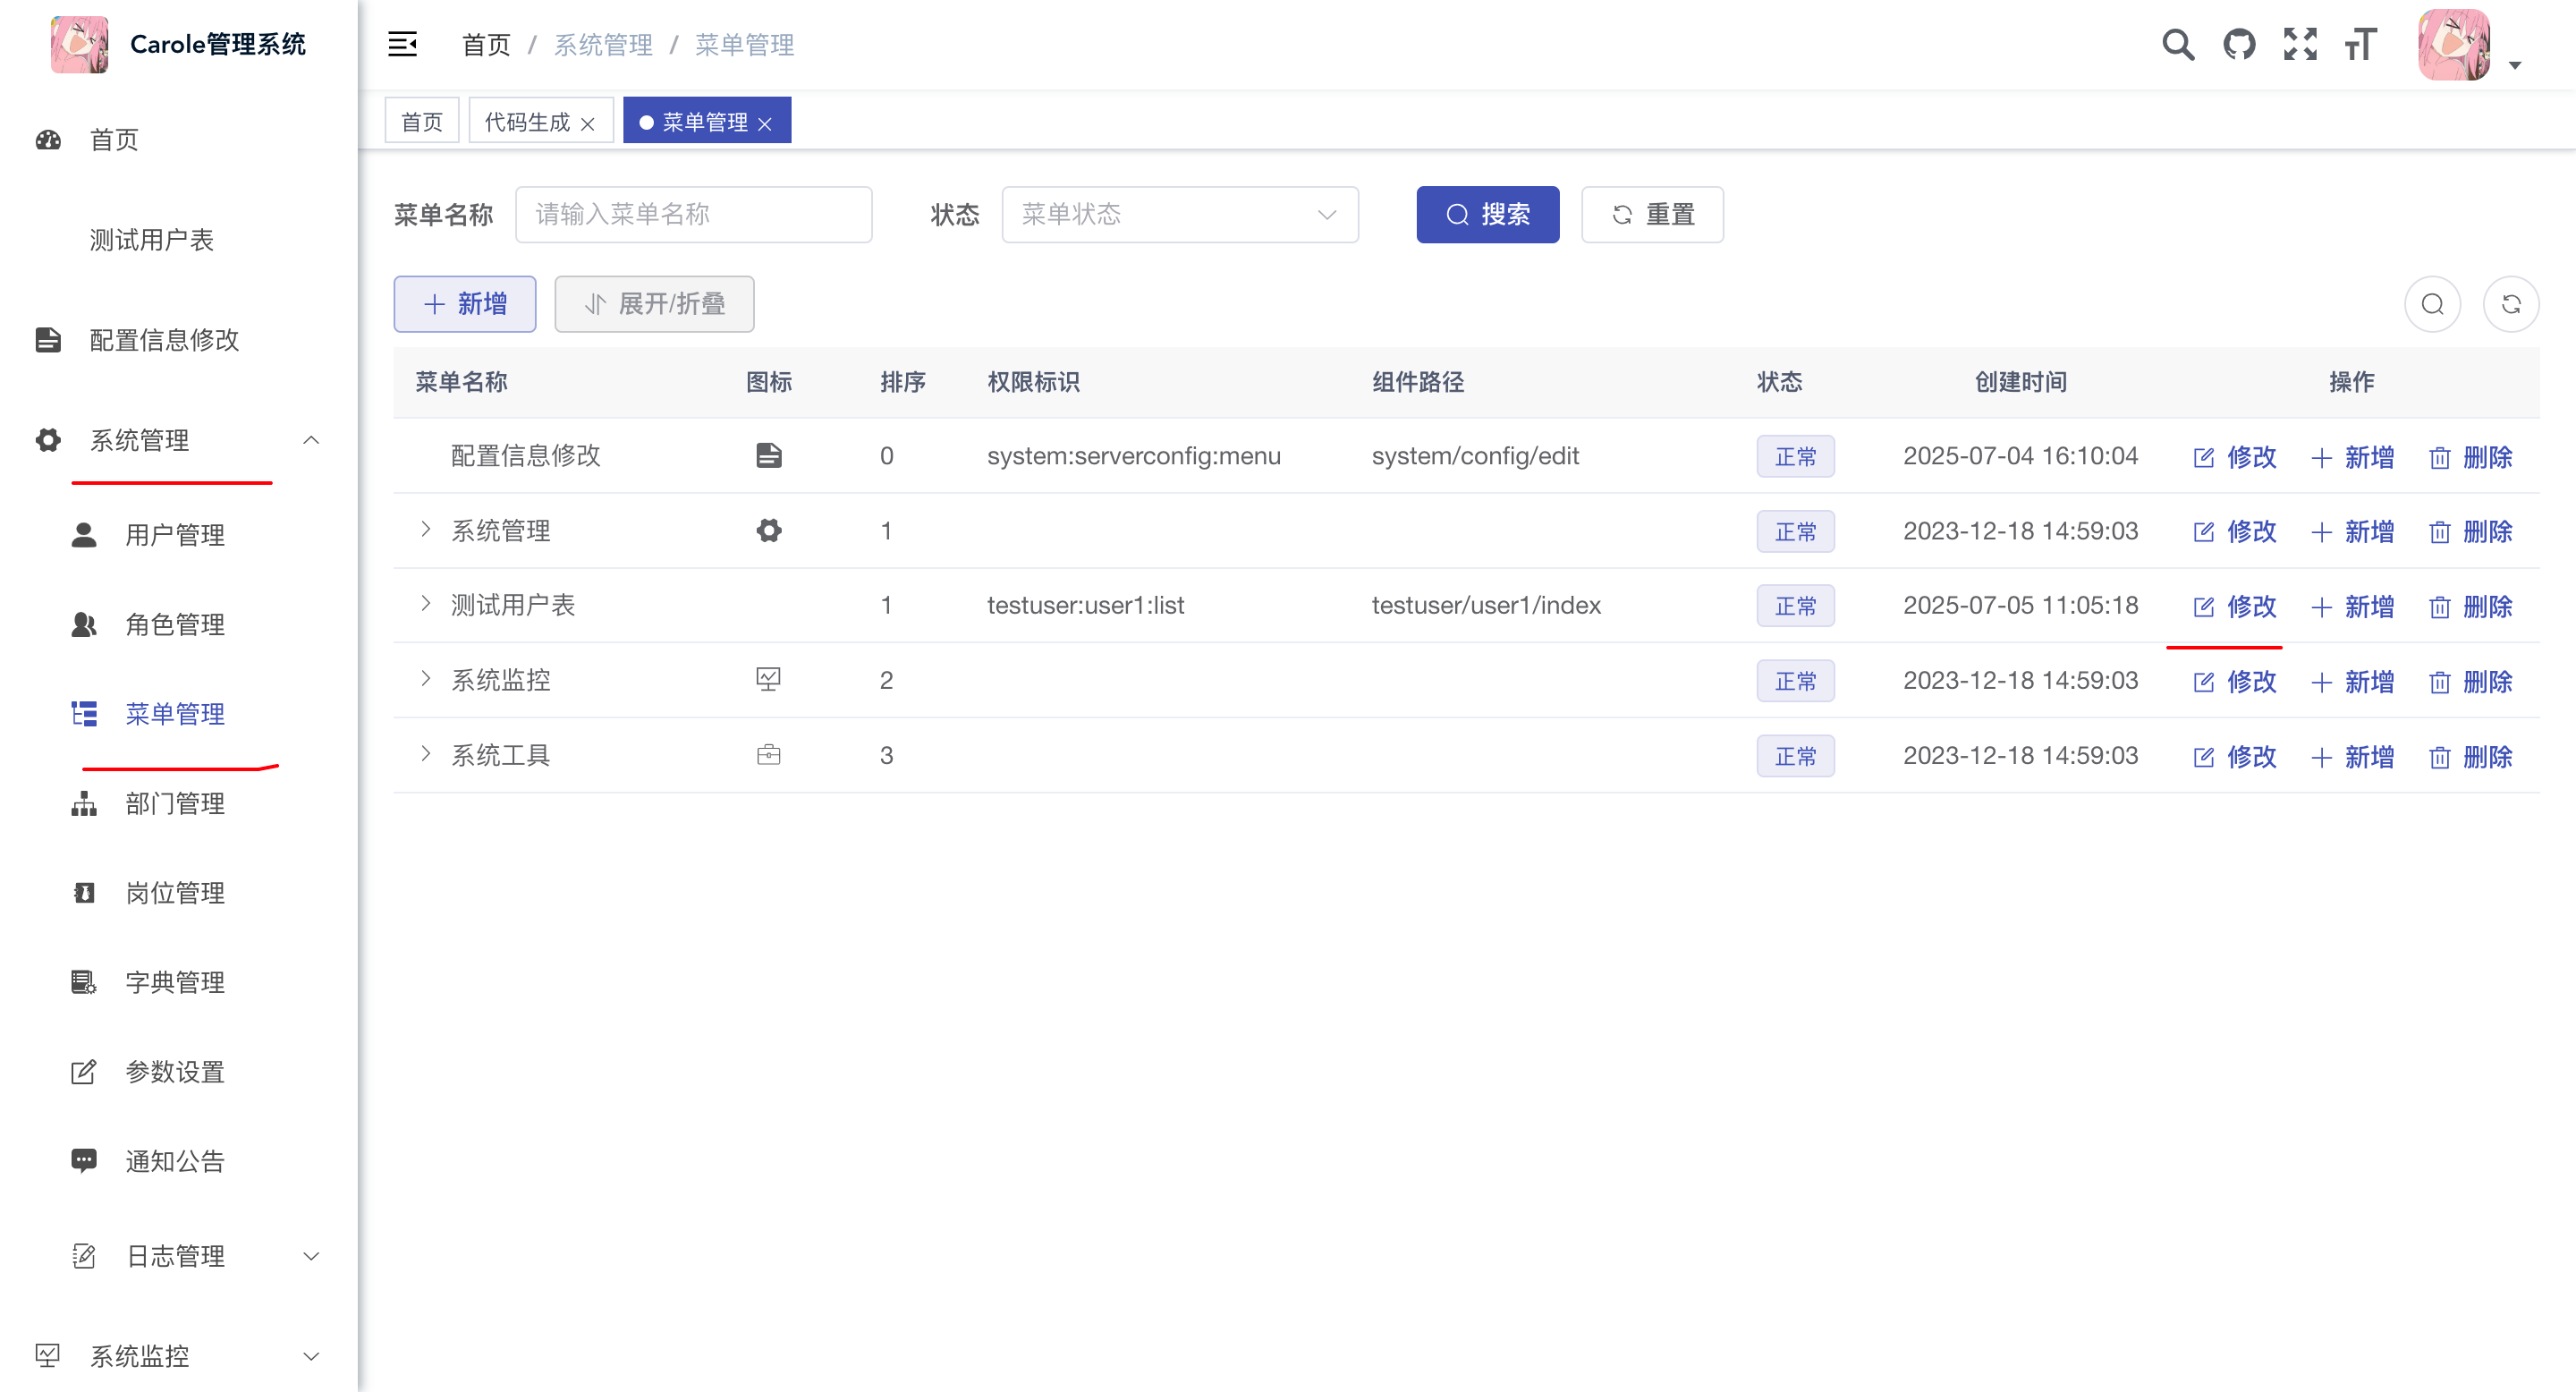 Carole管理系统
首页 / 系统管理 / 菜单管理
首页
代码生成
菜单管理
首页
测试用户表
配置信息修改
系统管理
用户管理
角色管理
菜单管理
部门管理
岗位管理
字典管理
参数设置
通知公告
日志管理
系统监控
菜单名称 请输入菜单名称 状态 菜单状态 搜索 重置
新增 展开/折叠
菜单名称 图标 排序 权限标识 组件路径 状态 创建时间 操作
配置信息修改 0 system:serverconfig:menu system/config/edit 正常 2025-07-04 16:10:04 修改 新增 删除
系统管理 1 正常 2023-12-18 14:59:03 修改 新增 删除
测试用户表 1 testuser:user1:list testuser/user1/index 正常 2025-07-05 11:05:18 修改 新增 删除
系统监控 2 正常 2023-12-18 14:59:03 修改 新增 删除
系统工具 3 正常 2023-12-18 14:59:03 修改 新增 删除